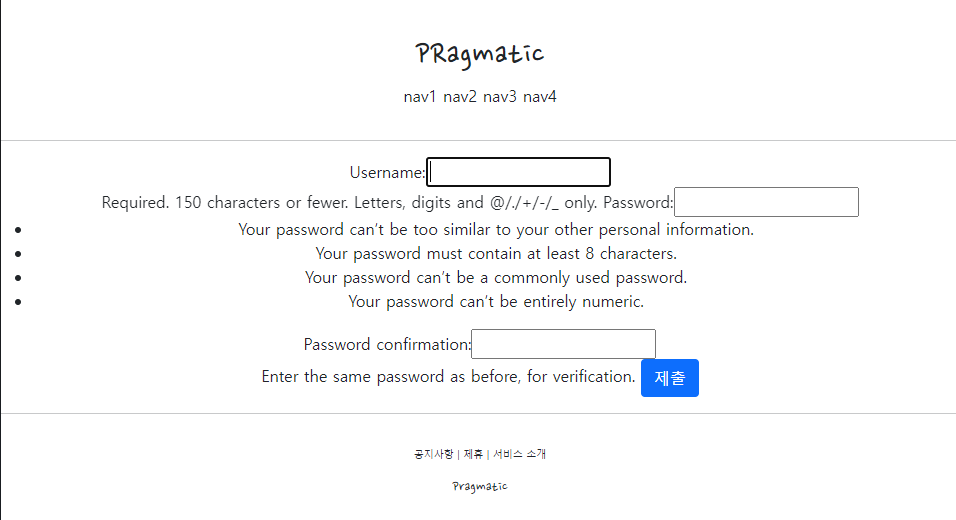 PRagmatic
nav1 nav2 nav3 nav4
Username:
Required. 150 characters or fewer. Letters, digits and @/./+/-/_ only. Password:
Your password can't be too similar to your other personal information.
Your password must contain at least 8 characters.
Your password can't be a commonly used password.
Your password can't be entirely numeric.
Password confirmation:
Enter the same password as before, for verification. 제출
공지사항 | 제휴 | 서비스 소개
Pragmatic